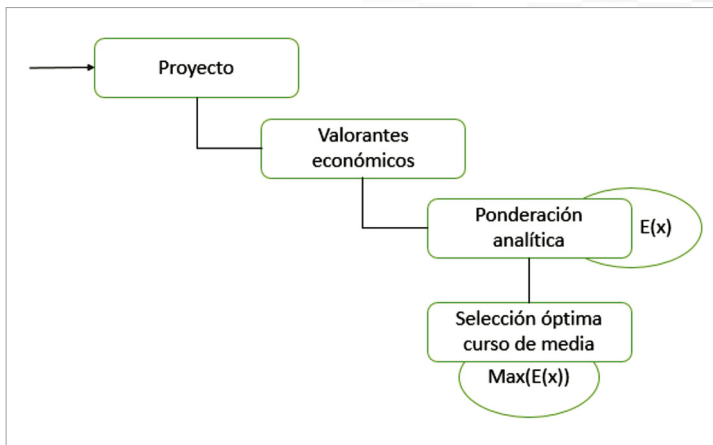 Proyecto
Valorantes
económicos
Ponderación
analítica
E(x)
Selección óptima
curso de media
Max(E(x))